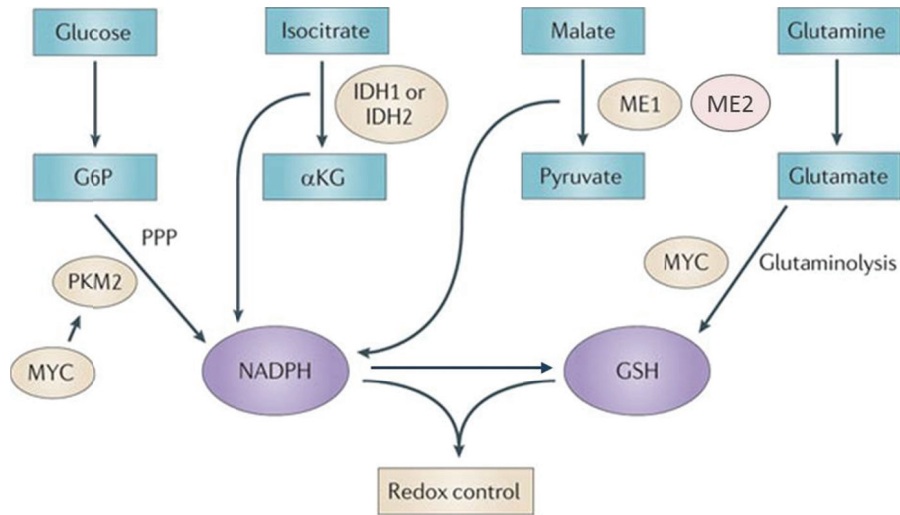 Glucose
Isocitrate
Malate
Glutamine
IDH1 or
IDH2
ME1
ME2
G6P
αKG
Pyruvate
Glutamate
PPP
MYC
Glutaminolysis
PKM2
MYC
NADPH
GSH
Redox control